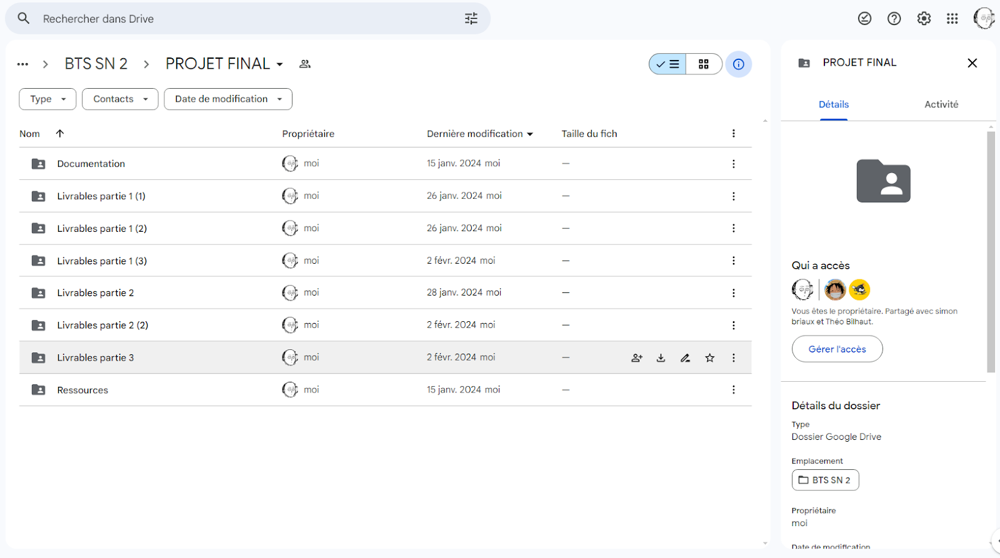 Rechercher dans Drive
BTS SN 2 PROJET FINAL
Type Contacts Date de modification
Nom Propriétaire Dernière modification Taille du fich
Documentation moi 15 janv. 2024 moi —
Livrables partie 1 (1) moi 26 janv. 2024 moi —
Livrables partie 1 (2) moi 26 janv. 2024 moi —
Livrables partie 1 (3) moi 2 févr. 2024 moi —
Livrables partie 2 moi 28 janv. 2024 moi —
Livrables partie 2 (2) moi 2 févr. 2024 moi —
Livrables partie 3 moi 2 févr. 2024 moi —
Ressources moi 15 janv. 2024 moi —
PROJET FINAL
Détails Activité
Qui a accès
Vous êtes le propriétaire. Partagé avec simon
briaux et Théo Bilhaut.
Gérer l'accès
Détails du dossier
Type
Dossier Google Drive
Emplacement
BTS SN 2
Propriétaire
moi
Date de modification